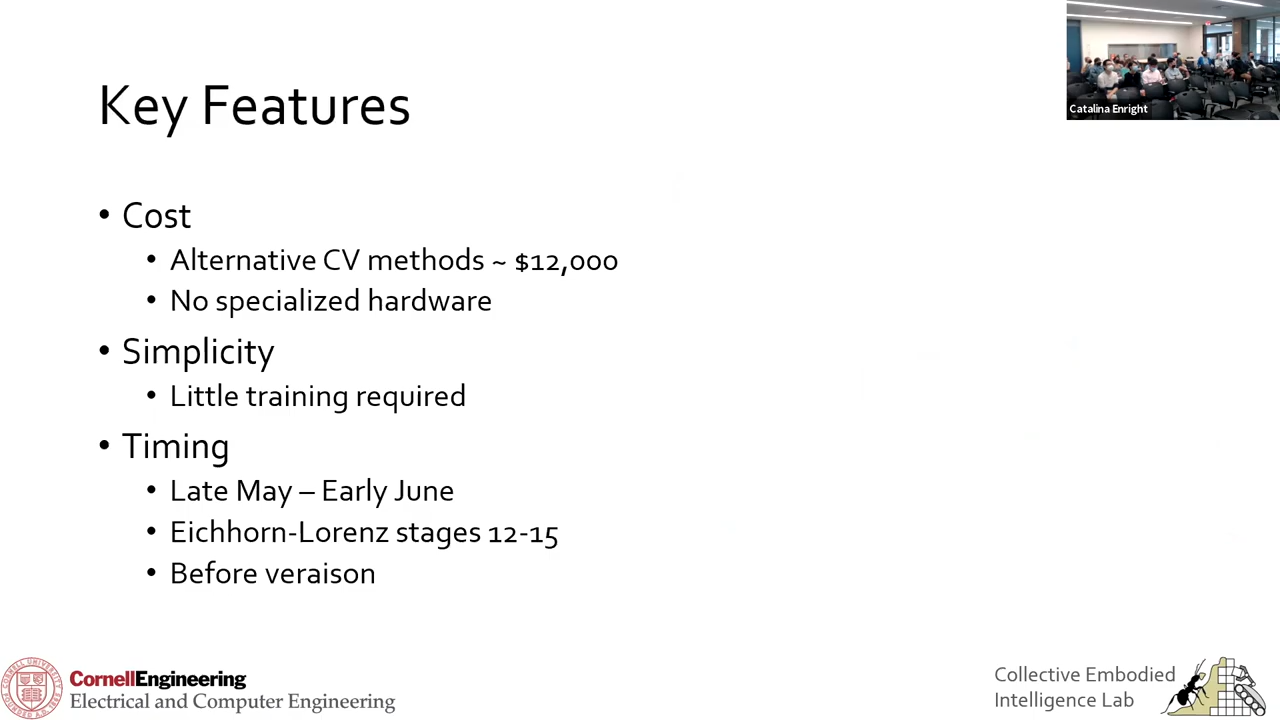 Key Features
Catalina Enright
• Cost
• Alternative CV methods ~ $12,000
• No specialized hardware
• Simplicity
• Little training required
• Timing
• Late May – Early June
• Eichhorn-Lorenz stages 12-15
• Before veraison
CornellEngineering
Electrical and Computer Engineering
Collective Embodied
Intelligence Lab